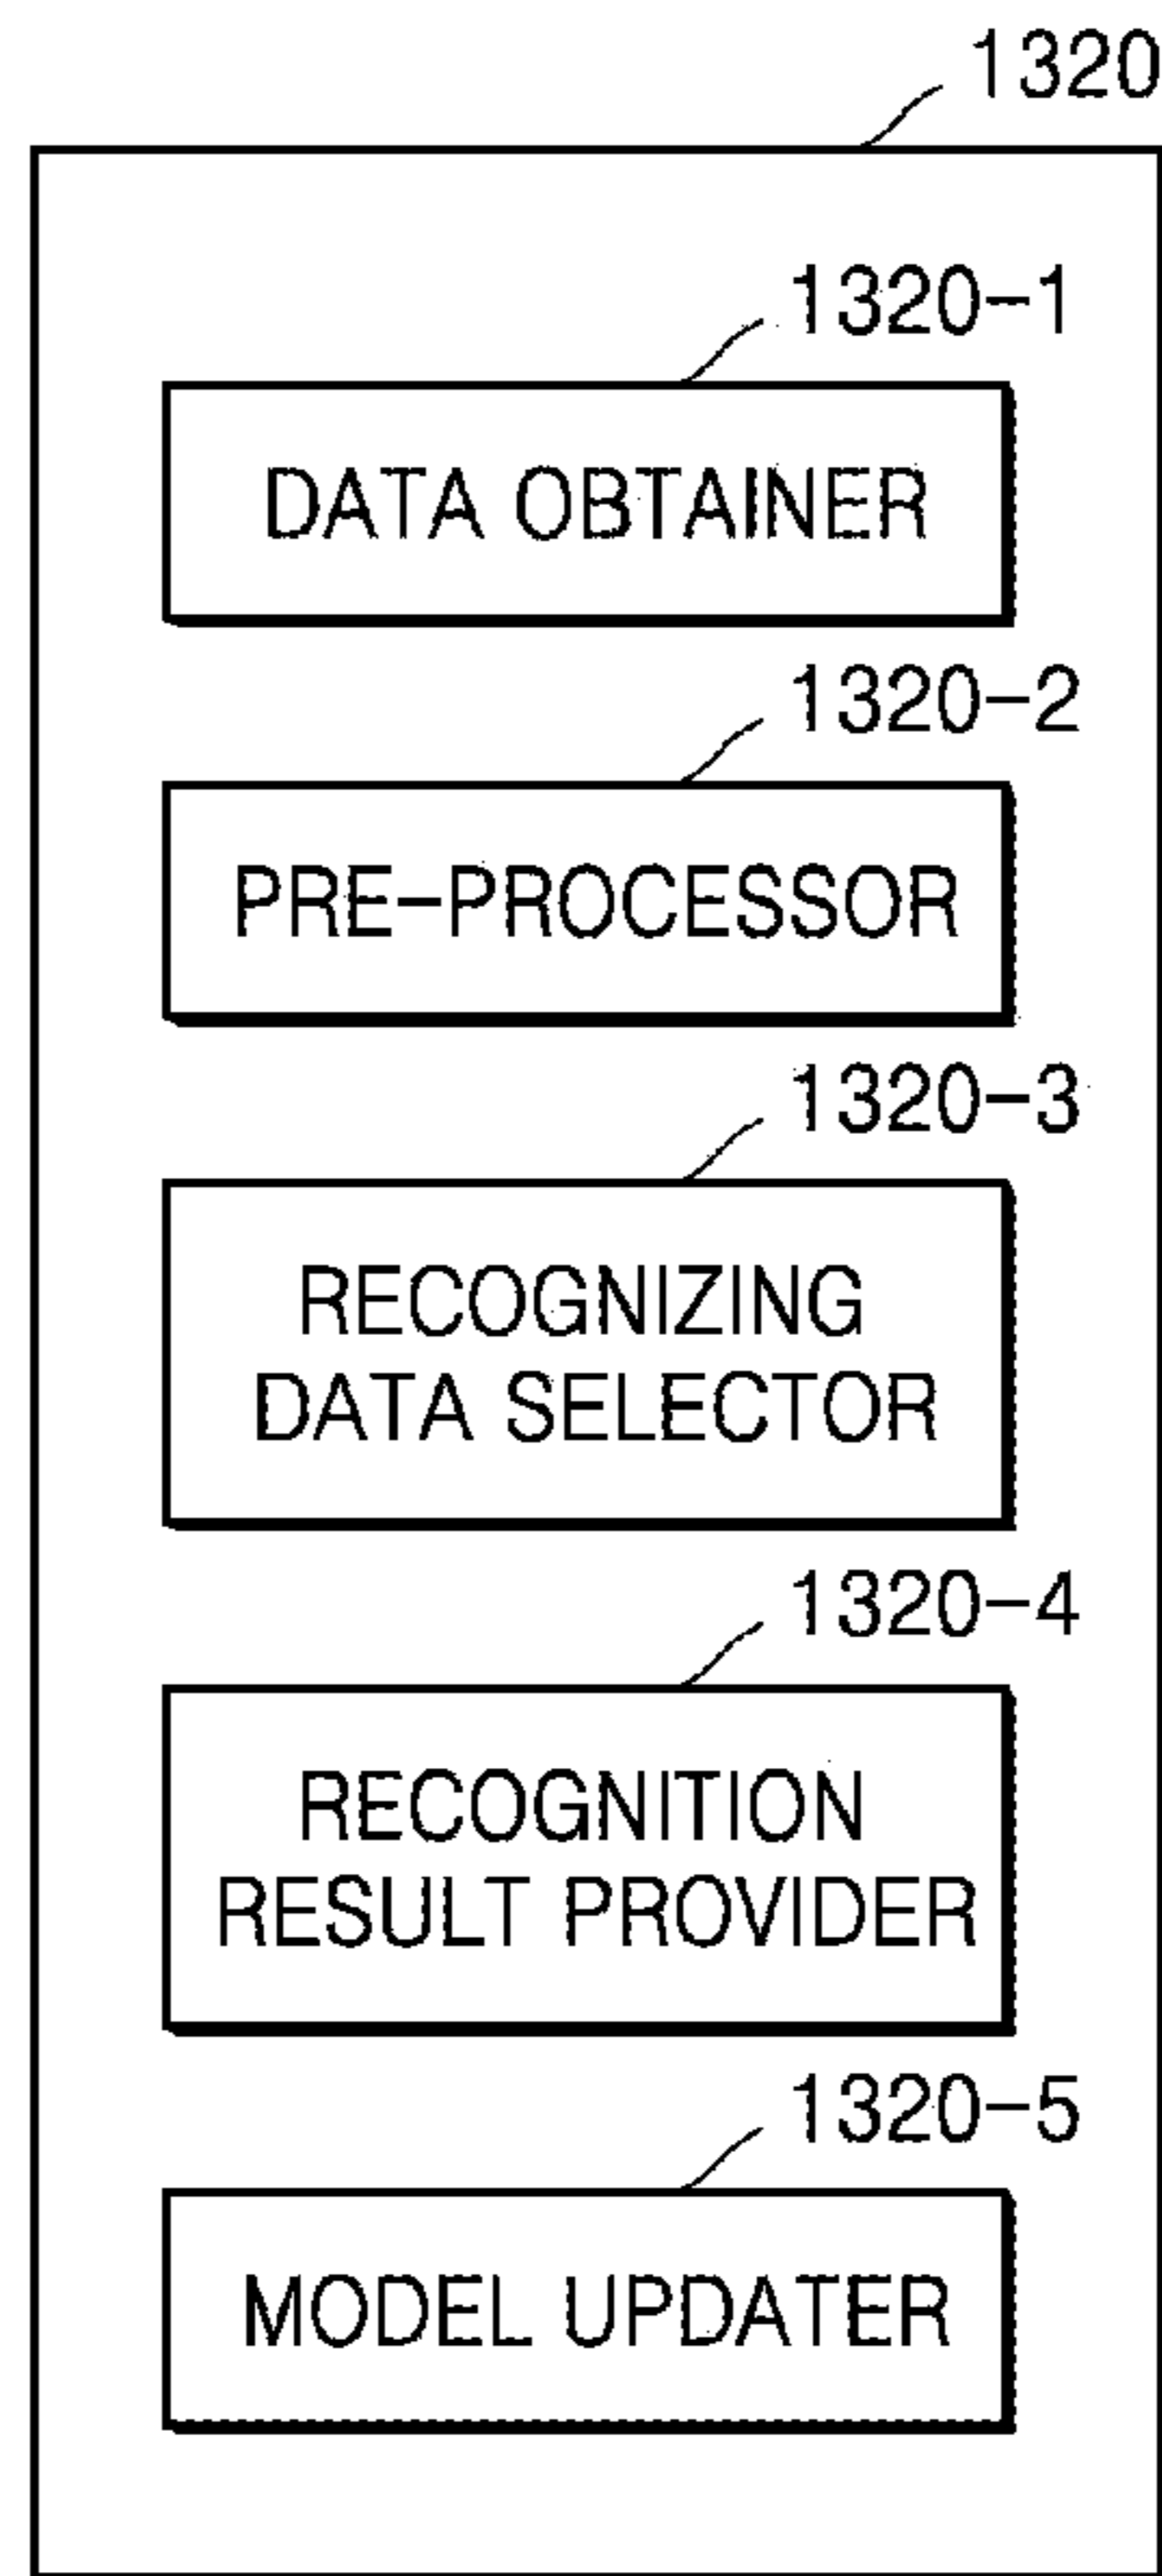 1320
1320-1
DATA OBTAINER
1320-2
PRE-PROCESSOR
1320-3
RECOGNIZING
DATA SELECTOR
1320-4
RECOGNITION
RESULT PROVIDER
1320-5
MODEL UPDATER